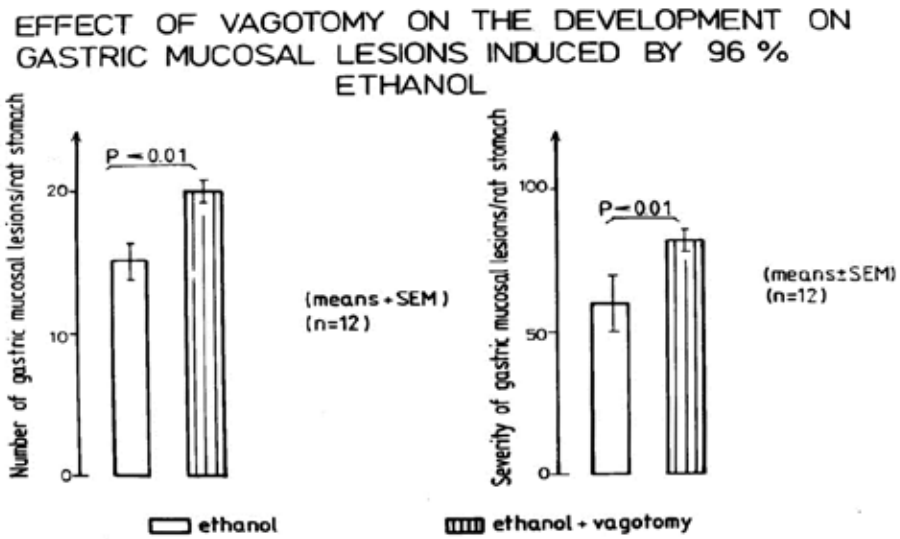 EFFECT OF VAGOTOMY ON THE DEVELOPMENT ON
GASTRIC MUCOSAL LESIONS INDUCED BY 96 %
ETHANOL
Number of gastric mucosal lesions/rat stomach
20
10
0
P < 0.01
(means + SEM)
(n=12)
Severity of gastric mucosal lesions/rat stomach
100
50
0
P < 0.01
(means±SEM)
(n=12)
ethanol
ethanol + vagotomy